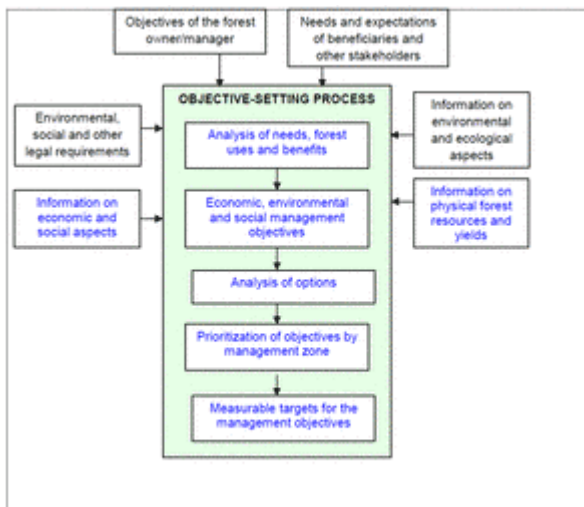 Objectives of the forest
owner/manager
Needs and expectations
of beneficiaries and
other stakeholders
OBJECTIVE-SETTING PROCESS
Environmental,
social and other
legal requirements
Analysis of needs, forest
uses and benefits
Information on
environmental
and ecological
aspects
Information on
economic and
social aspects
Economic, environmental
and social management
objectives
Information on
physical forest
resources and
yields
Analysis of options
Prioritization of objectives by
management zone
Measurable targets for the
management objectives